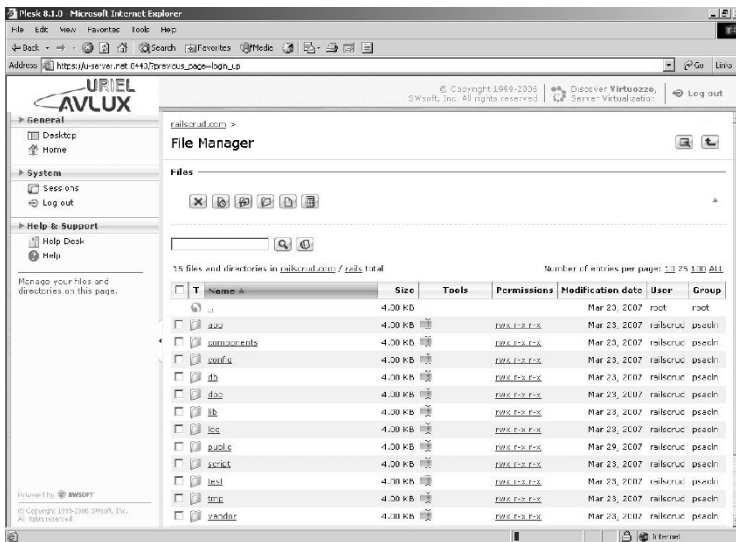 Plesk 8.1.0 - Microsoft Internet Explorer
File Edit View Favorites Tools Help
Back Search Favorites Media
Address https://u-server.net:8443/?previous_page=login_up Go Links
URIEL
AVLUX
© Copyright 1999-2006
SWsoft, Inc. All rights reserved
Discover Virtuozzo,
Server Virtualization
Log out
General
Desktop
Home
System
Sessions
Log out
Help & Support
Help Desk
Help
Manage your files and
directories on this page.
Powered by SWSOFT
(c) Copyright 1999-2006 SWsoft, Inc.
All rights reserved
railscrud.com >
File Manager
Files
15 files and directories in railscrud.com / rails total
Number of entries per page: 10 25 100 ALL
T Name Size Tools Permissions Modification date User Group
.. 4.00 KB Mar 23, 2007 root root
app 4.00 KB rwx r-x r-x Mar 23, 2007 railscrud psacln
components 4.00 KB rwx r-x r-x Mar 23, 2007 railscrud psacln
config 4.00 KB rwx r-x r-x Mar 23, 2007 railscrud psacln
db 4.00 KB rwx r-x r-x Mar 23, 2007 railscrud psacln
doc 4.00 KB rwx r-x r-x Mar 23, 2007 railscrud psacln
lib 4.00 KB rwx r-x r-x Mar 23, 2007 railscrud psacln
log 4.00 KB rwx r-x r-x Mar 23, 2007 railscrud psacln
public 4.00 KB rwx r-x r-x Mar 29, 2007 railscrud psacln
script 4.00 KB rwx r-x r-x Mar 23, 2007 railscrud psacln
test 4.00 KB rwx r-x r-x Mar 23, 2007 railscrud psacln
tmp 4.00 KB rwx r-x r-x Mar 23, 2007 railscrud psacln
vendor 4.00 KB rwx r-x r-x Mar 23, 2007 railscrud psacln
Internet